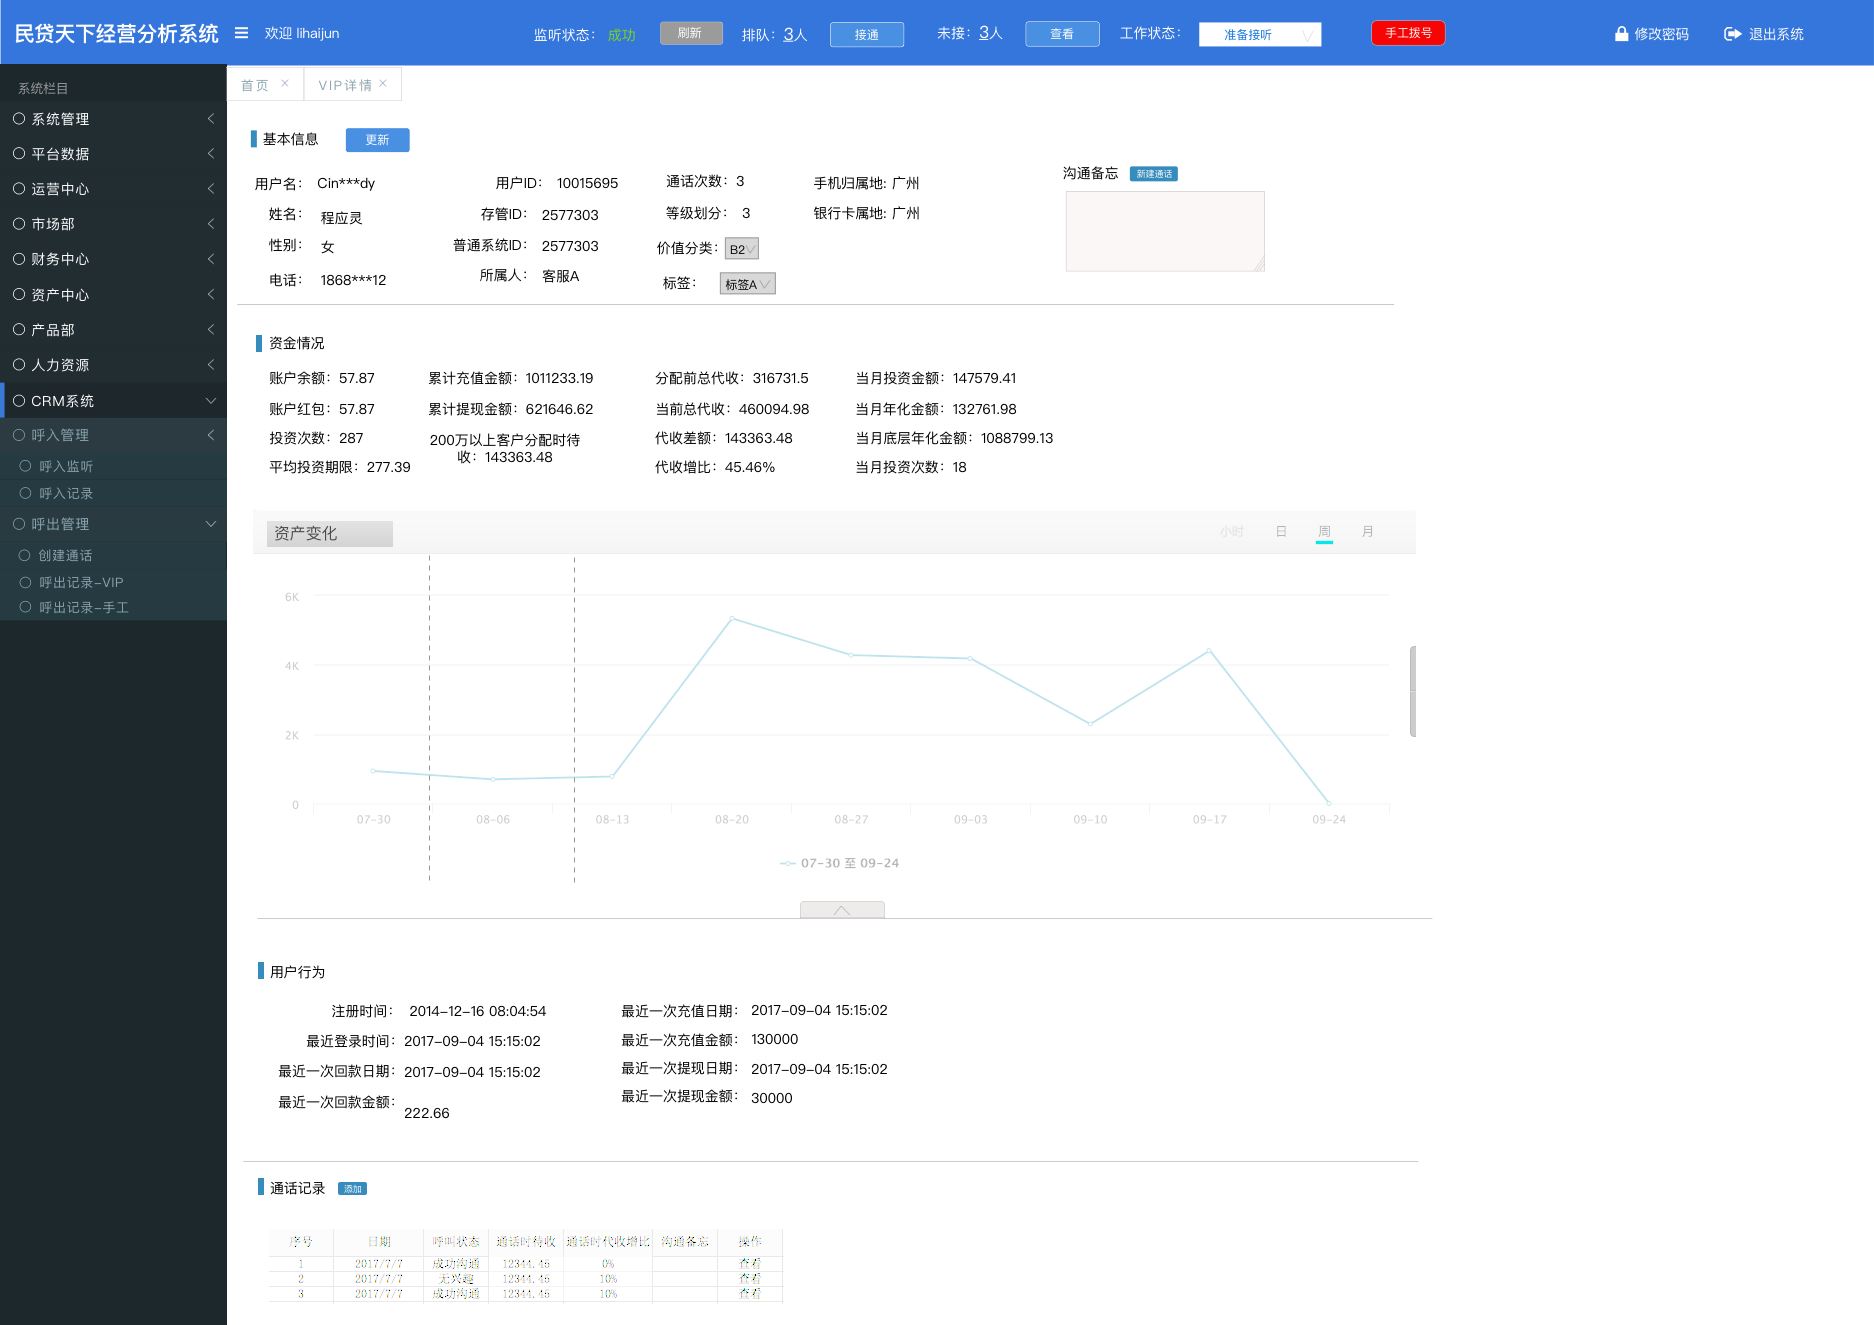 民贷天下经营分析系统 欢迎 lihaijun 监听状态： 成功 刷新 排队：3人 接通 未接：3人 查看 工作状态： 准备接听 手工拨号 修改密码 退出系统
系统栏目
系统管理
平台数据
运营中心
市场部
财务中心
资产中心
产品部
人力资源
CRM系统
呼入管理
呼入监听
呼入记录
呼出管理
创建通话
呼出记录-VIP
呼出记录-手工
首页 × VIP详情 ×
基本信息 更新
用户名： Cin***dy 用户ID： 10015695 通话次数：3 手机归属地: 广州 沟通备忘 新建通话
姓名： 程应灵 存管ID： 2577303 等级划分： 3 银行卡属地: 广州
性别： 女 普通系统ID： 2577303 价值分类： B2
电话： 1868***12 所属人： 客服A 标签： 标签A
资金情况
账户余额：57.87 累计充值金额：1011233.19 分配前总代收：316731.5 当月投资金额：147579.41
账户红包：57.87 累计提现金额：621646.62 当前总代收：460094.98 当月年化金额：132761.98
投资次数：287 200万以上客户分配时待 代收差额：143363.48 当月底层年化金额：1088799.13
收：143363.48
平均投资期限：277.39 代收增比：45.46% 当月投资次数：18
资产变化 小时 日 周 月
6K
4K
2K
0
07-30 08-06 08-13 08-20 08-27 09-03 09-10 09-17 09-24
07-30 至 09-24
用户行为
注册时间： 2014-12-16 08:04:54 最近一次充值日期： 2017-09-04 15:15:02
最近登录时间：2017-09-04 15:15:02 最近一次充值金额： 130000
最近一次回款日期：2017-09-04 15:15:02 最近一次提现日期： 2017-09-04 15:15:02
最近一次回款金额：222.66 最近一次提现金额： 30000
通话记录 添加
序号 日期 呼叫状态 通话时待收 通话时代收增比 沟通备忘 操作
1 2017/7/7 成功沟通 12344.45 0% 查看
2 2017/7/7 无兴趣 12344.45 10% 查看
3 2017/7/7 成功沟通 12344.45 10% 查看